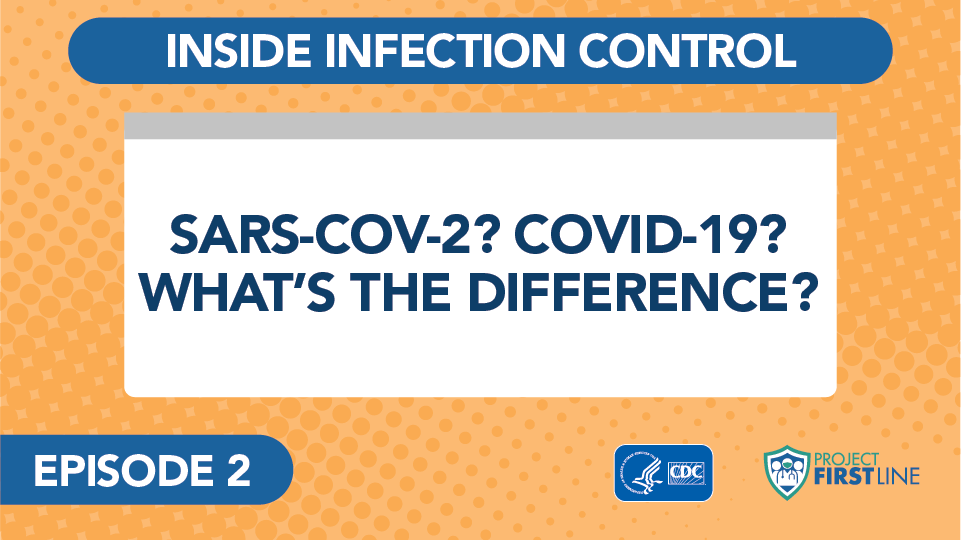 INSIDE INFECTION CONTROL
SARS-COV-2? COVID-19?
WHAT'S THE DIFFERENCE?
EPISODE 2
CDC
PROJECT
FIRSTLINE